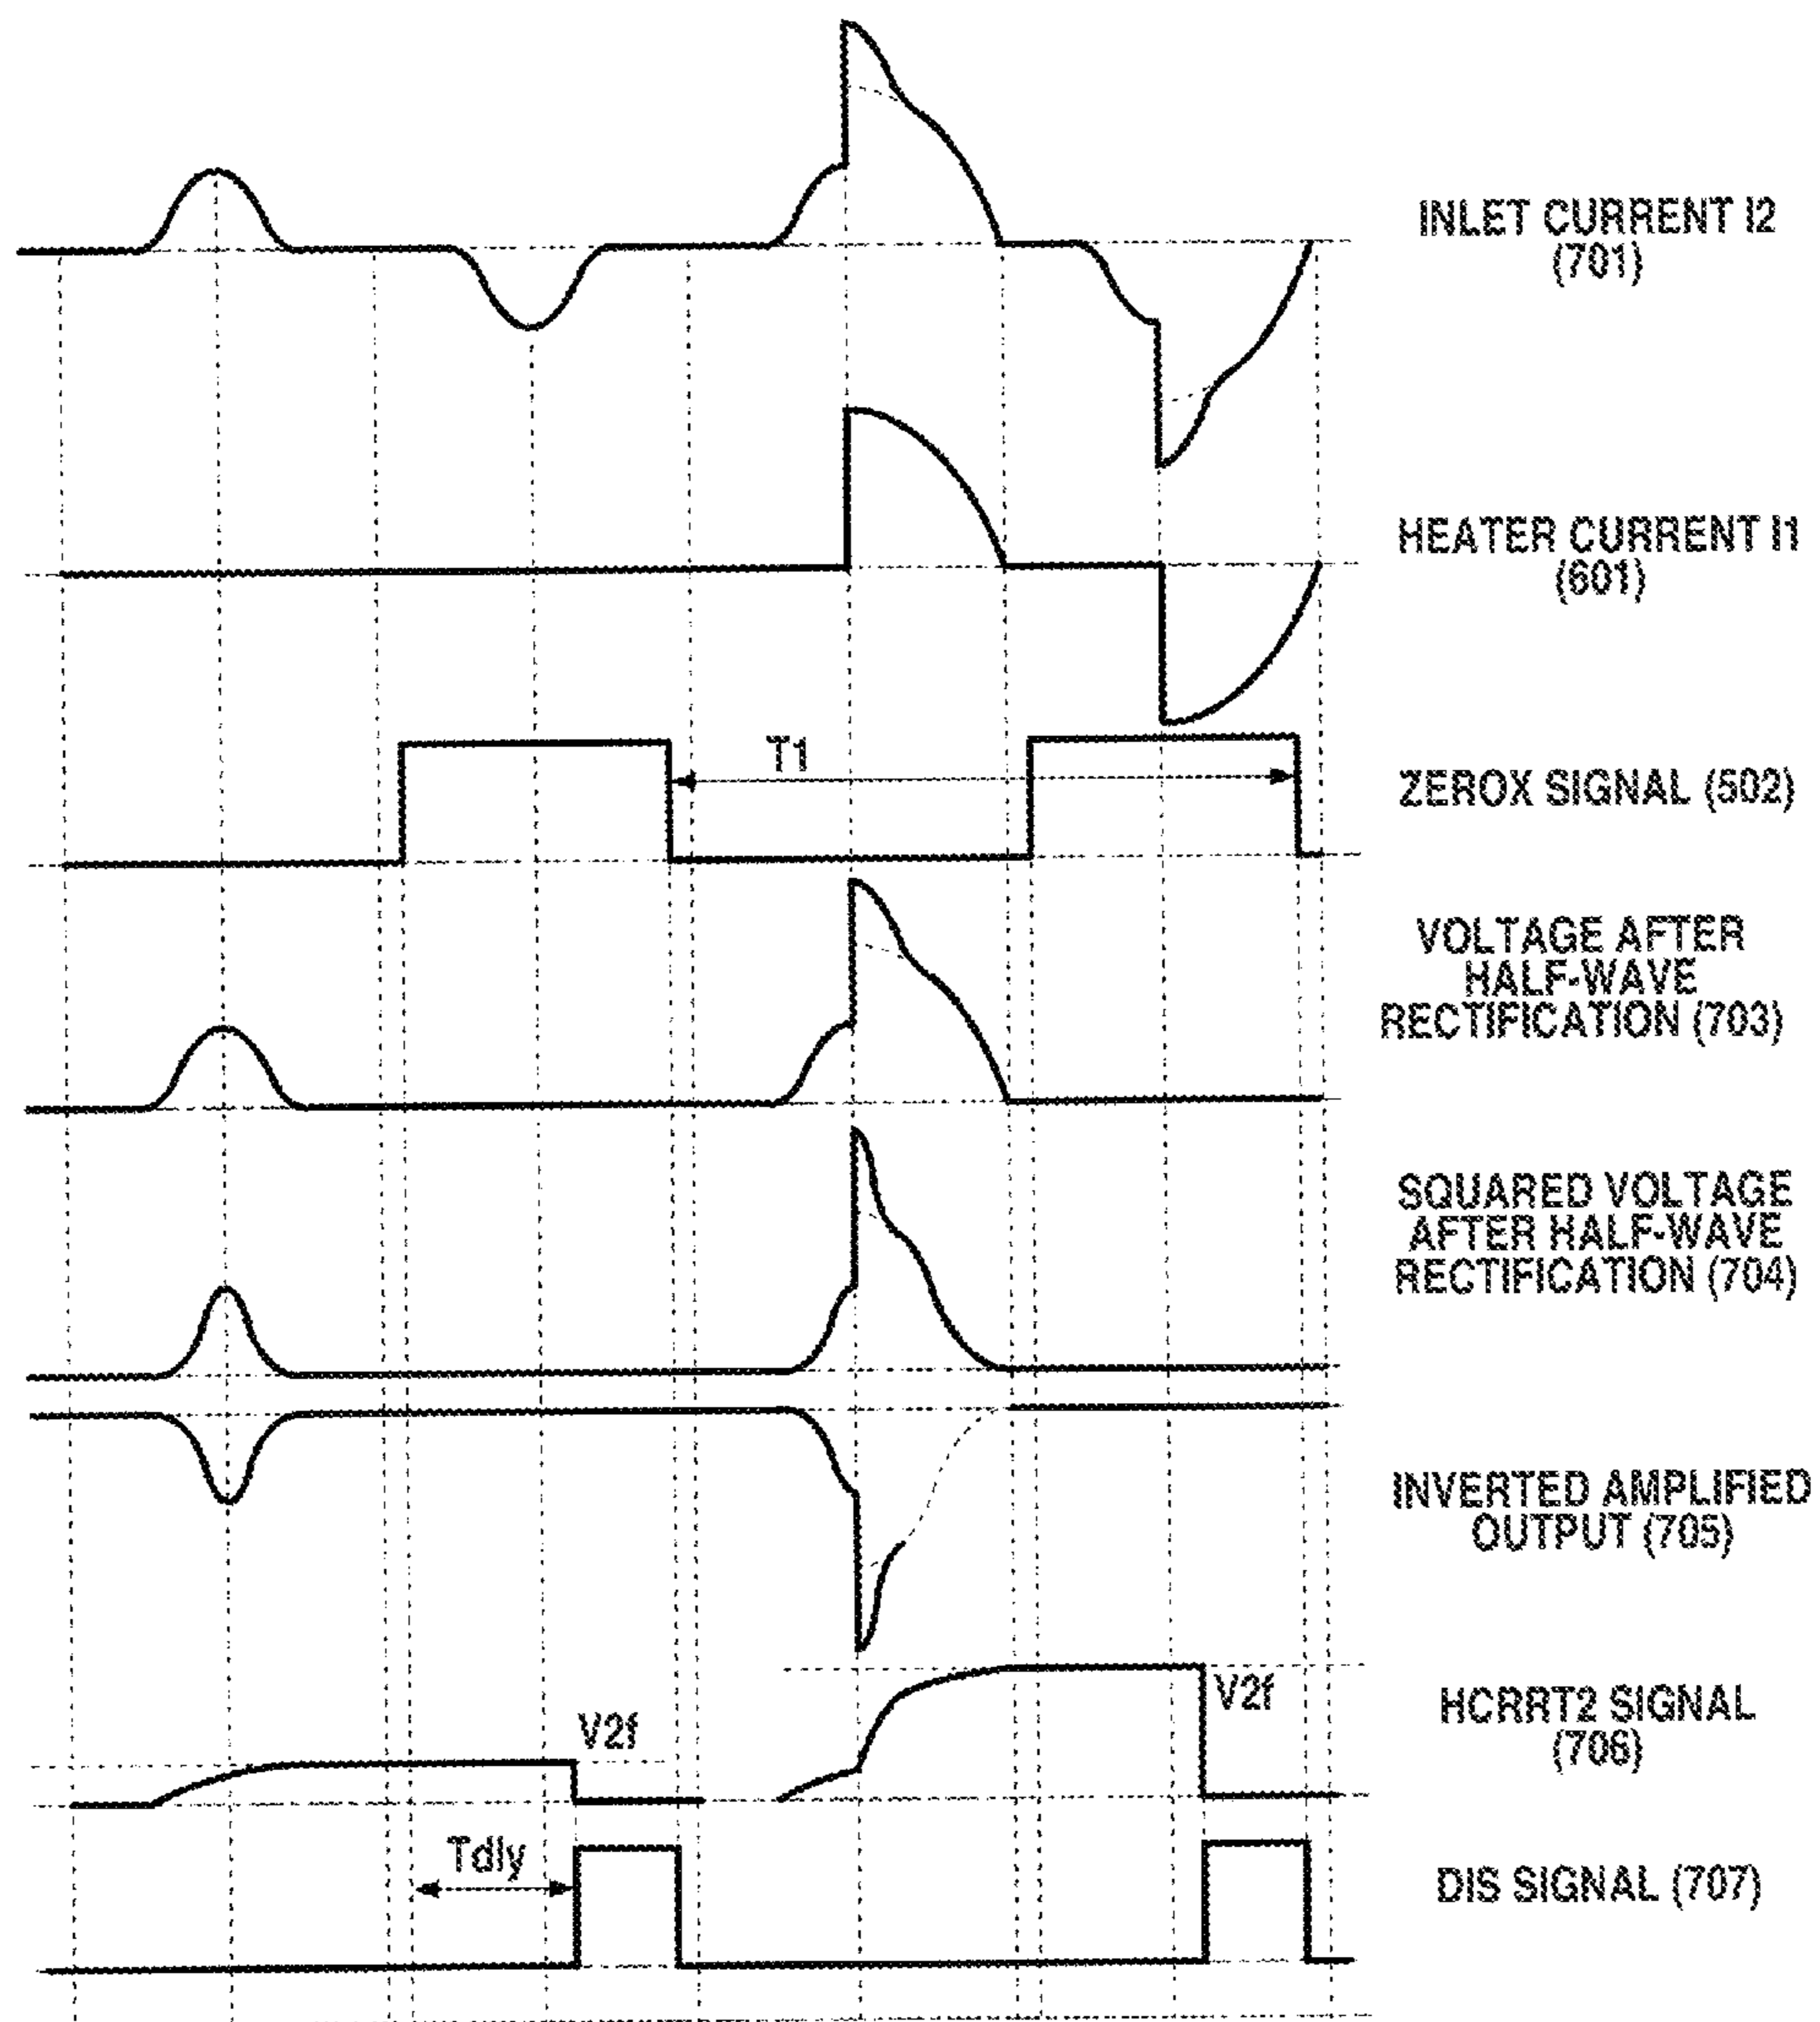 INLET CURRENT I2
(701)
HEATER CURRENT I1
(601)
T1
ZEROX SIGNAL (502)
VOLTAGE AFTER
HALF-WAVE
RECTIFICATION (703)
SQUARED VOLTAGE
AFTER HALF-WAVE
RECTIFICATION (704)
INVERTED AMPLIFIED
OUTPUT (705)
V2f
V2f
HCRRT2 SIGNAL
(706)
Tdly
DIS SIGNAL (707)